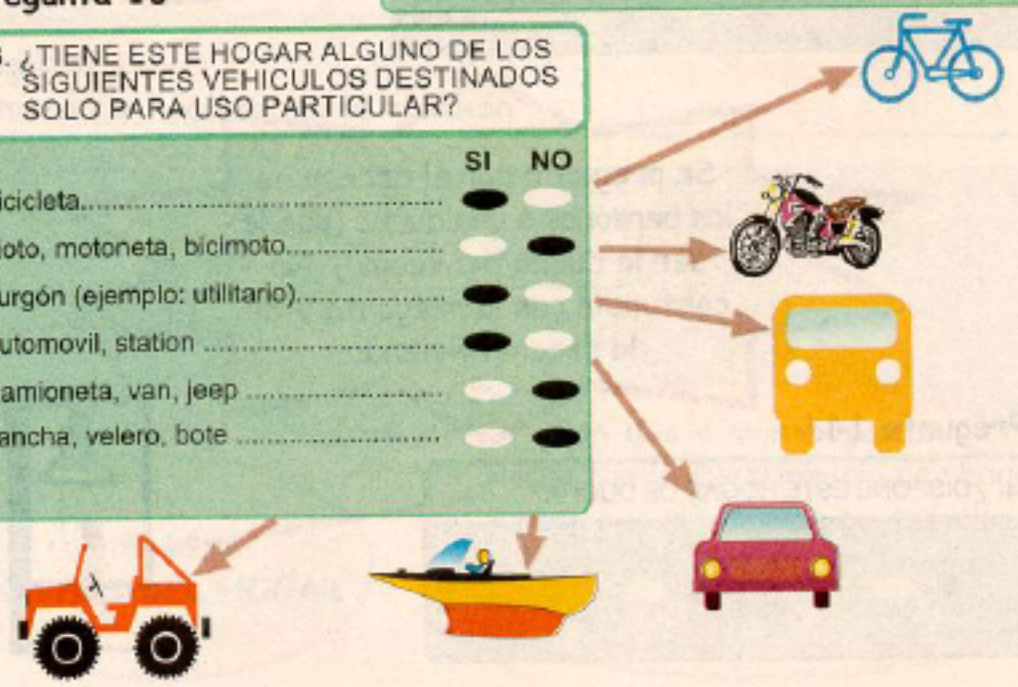 . ¿TIENE ESTE HOGAR ALGUNO DE LOS
SIGUIENTES VEHICULOS DESTINADOS
SOLO PARA USO PARTICULAR?
SI NO
icicleta
oto, motoneta, bicimoto
urgón (ejemplo: utilitario)
utomovil, station
amioneta, van, jeep
ancha, velero, bote